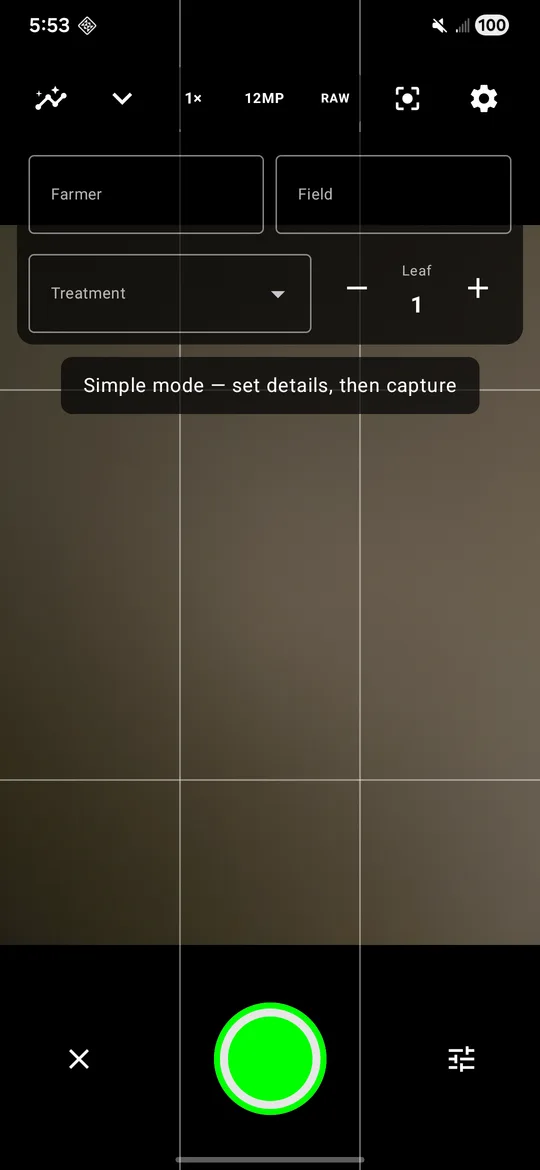 5:53 100
1× 12MP RAW
Farmer Field
Leaf
Treatment
1
Simple mode — set details, then capture